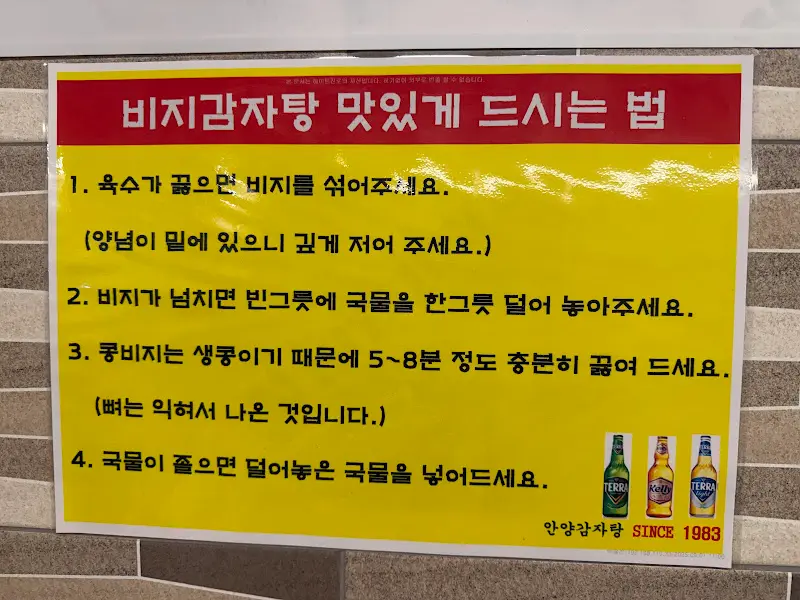 비지감자탕 맛있게 드시는 법
1. 육수가 끓으면 비지를 섞어주세요.
(양념이 밑에 있으니 깊게 저어 주세요.)
2. 비지가 넘치면 빈그릇에 국물을 한그릇 덜어 놓아주세요.
3. 콩비지는 생콩이기 때문에 5~8분 정도 충분히 끓여 드세요.
(뼈는 익혀서 나온 것입니다.)
4. 국물이 졸으면 덜어놓은 국물을 넣어드세요.
TERRA Kelly TERRA light
안양감자탕 SINCE 1983